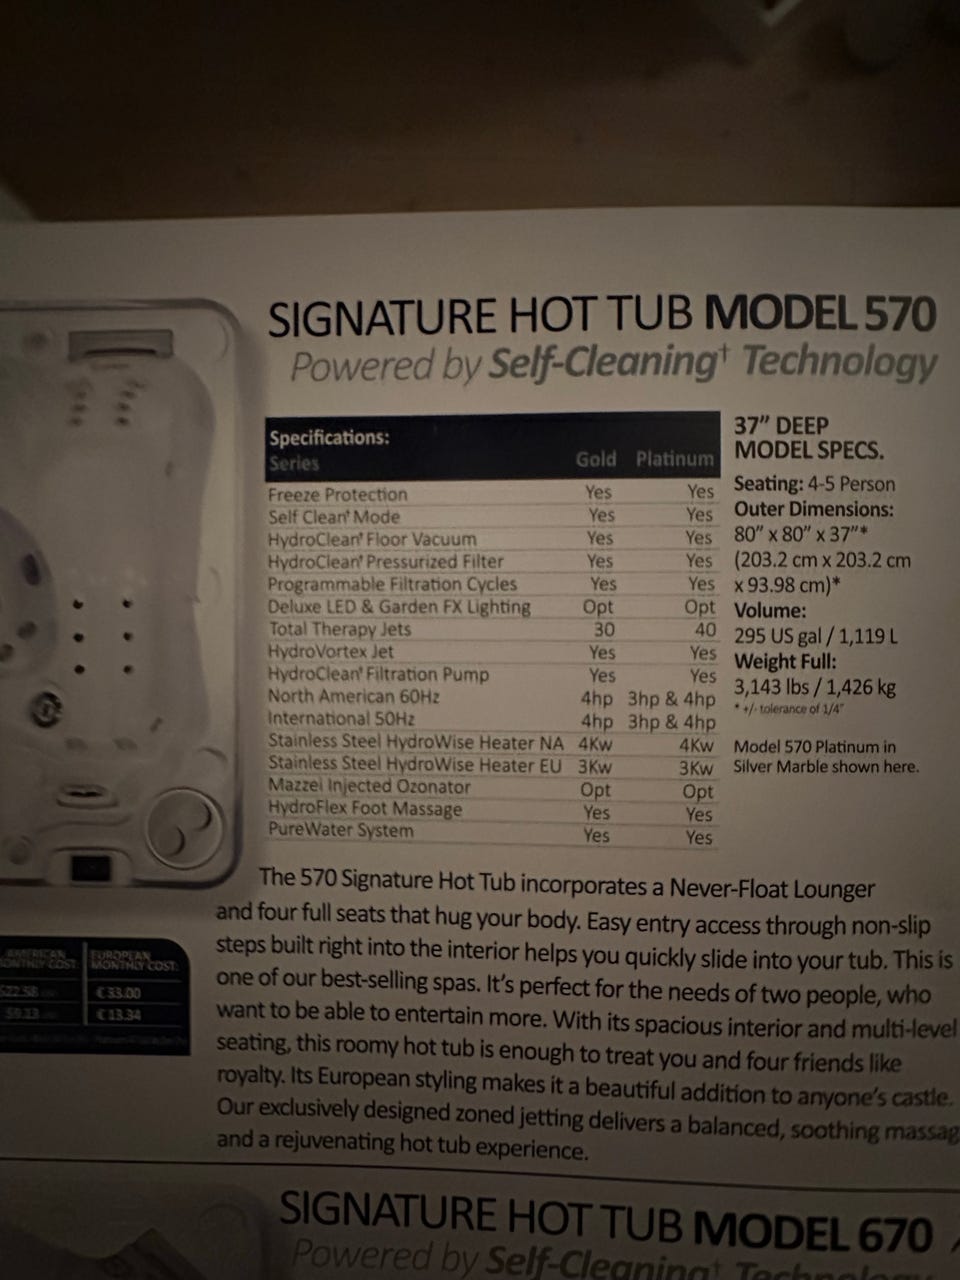 SIGNATURE HOT TUB MODEL 570
Powered by Self-Cleaning† Technology
Specifications:
Series Gold Platinum
Freeze Protection Yes Yes
Self Clean† Mode Yes Yes
HydroClean† Floor Vacuum Yes Yes
HydroClean† Pressurized Filter Yes Yes
Programmable Filtration Cycles Yes Yes
Deluxe LED & Garden FX Lighting Opt Opt
Total Therapy Jets 30 40
HydroVortex Jet Yes Yes
HydroClean† Filtration Pump Yes Yes
North American 60Hz 4hp 3hp & 4hp
International 50Hz 4hp 3hp & 4hp
Stainless Steel HydroWise Heater NA 4Kw 4Kw
Stainless Steel HydroWise Heater EU 3Kw 3Kw
Mazzei Injected Ozonator Opt Opt
HydroFlex Foot Massage Yes Yes
PureWater System Yes Yes
37” DEEP
MODEL SPECS.
Seating: 4-5 Person
Outer Dimensions:
80” x 80” x 37”*
(203.2 cm x 203.2 cm
x 93.98 cm)*
Volume:
295 US gal / 1,119 L
Weight Full:
3,143 lbs / 1,426 kg
* +/- tolerance of 1/4”
Model 570 Platinum in
Silver Marble shown here.
The 570 Signature Hot Tub incorporates a Never-Float Lounger
and four full seats that hug your body. Easy entry access through non-slip
steps built right into the interior helps you quickly slide into your tub. This is
one of our best-selling spas. It’s perfect for the needs of two people, who
want to be able to entertain more. With its spacious interior and multi-level
seating, this roomy hot tub is enough to treat you and four friends like
royalty. Its European styling makes it a beautiful addition to anyone’s castle.
Our exclusively designed zoned jetting delivers a balanced, soothing massag
and a rejuvenating hot tub experience.
EUROPEAN
MONTHLY COST:
€33.00
€13.34
SIGNATURE HOT TUB MODEL 670
Powered by Self-Cleaning† Technology